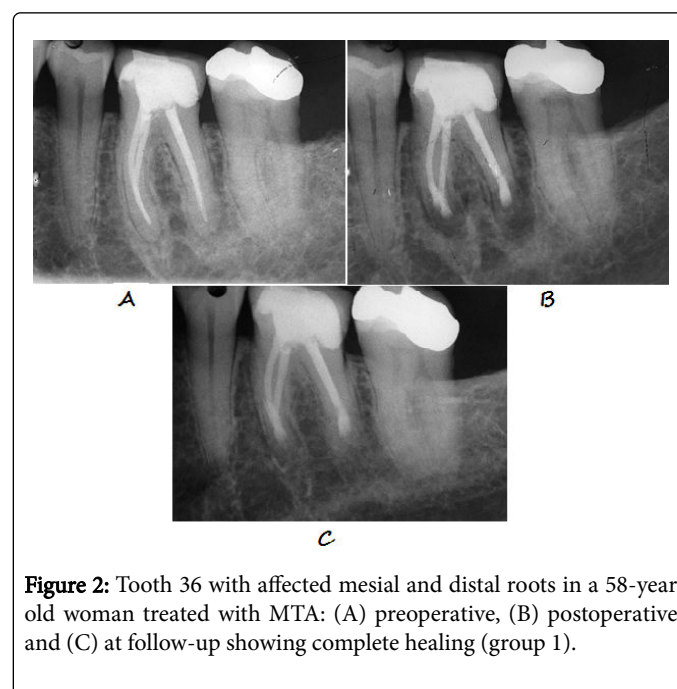 A
B
C
Figure 2: Tooth 36 with affected mesial and distal roots in a 58-year
old woman treated with MTA: (A) preoperative, (B) postoperative
and (C) at follow-up showing complete healing (group 1).